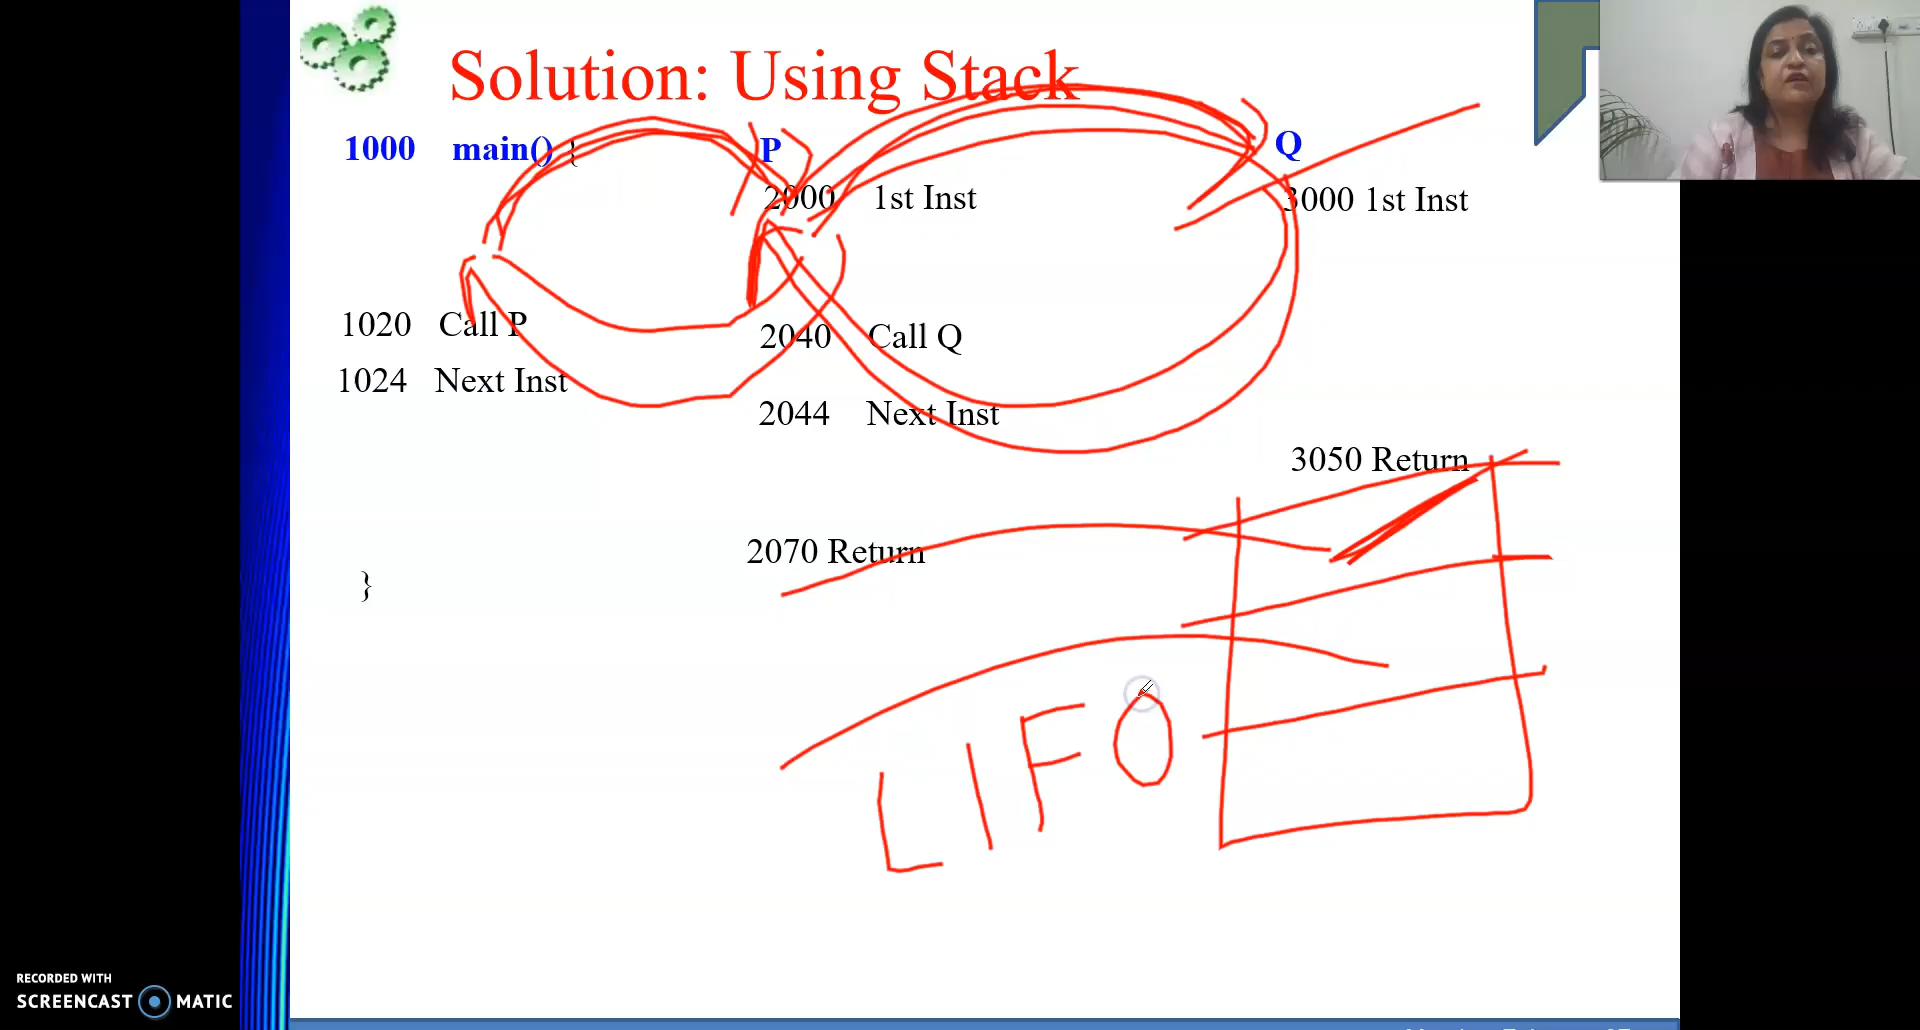 Solution: Using Stack
1000 main() {
P
Q
2000 1st Inst
3000 1st Inst
1020 Call P
2040 Call Q
1024 Next Inst
2044 Next Inst
3050 Return
2070 Return
}
LIFO
RECORDED WITH
SCREENCAST MATIC